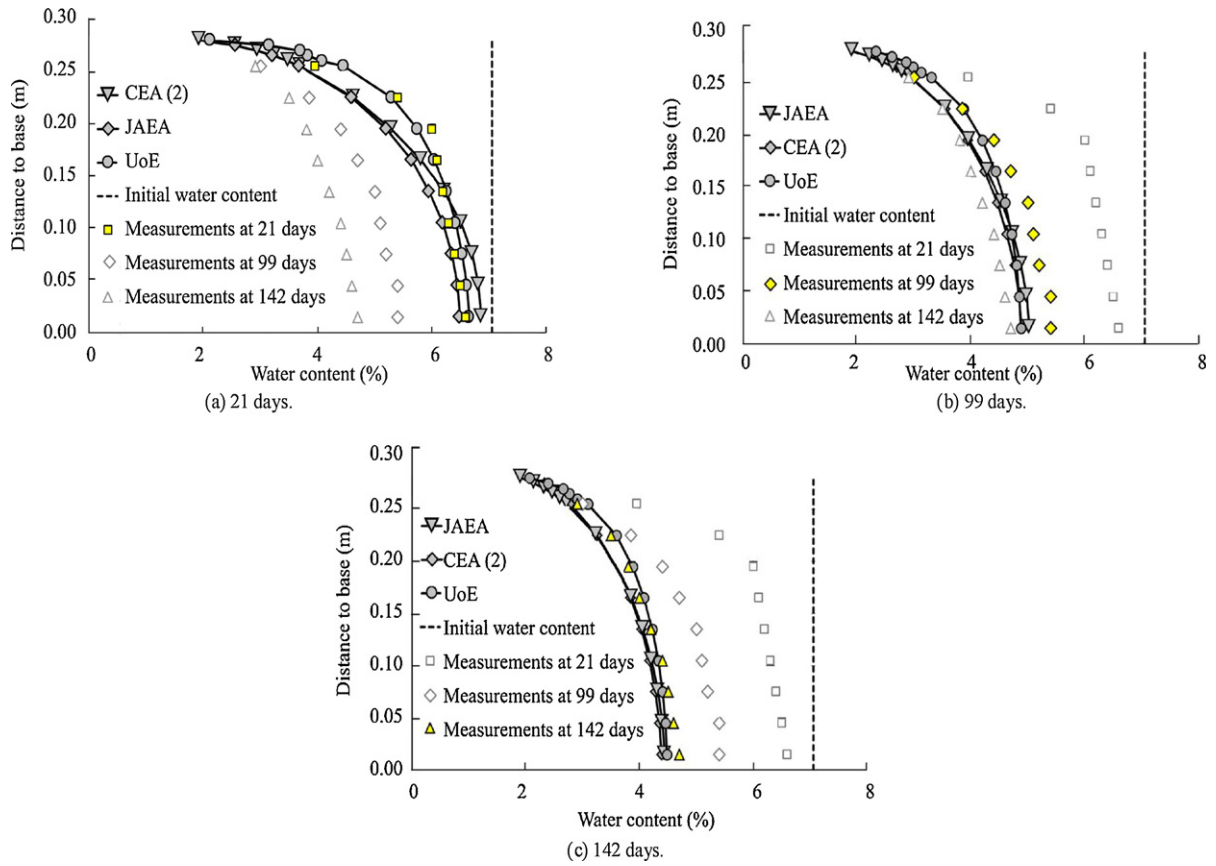 0.30
0.25
0.20
0.15
0.10
0.05
0.00
Distance to base (m)
CEA (2)
JAEA
UoE
Initial water content
Measurements at 21 days
Measurements at 99 days
Measurements at 142 days
0 2 4 6 8
Water content (%)
(a) 21 days.
0.30
0.25
0.20
0.15
0.10
0.05
0.00
Distance to base (m)
JAEA
CEA (2)
UoE
Initial water content
Measurements at 21 days
Measurements at 99 days
Measurements at 142 days
0 2 4 6 8
Water content (%)
(b) 99 days.
0.30
0.25
0.20
0.15
0.10
0.05
0.00
Distance to base (m)
JAEA
CEA (2)
UoE
Initial water content
Measurements at 21 days
Measurements at 99 days
Measurements at 142 days
0 2 4 6 8
Water content (%)
(c) 142 days.